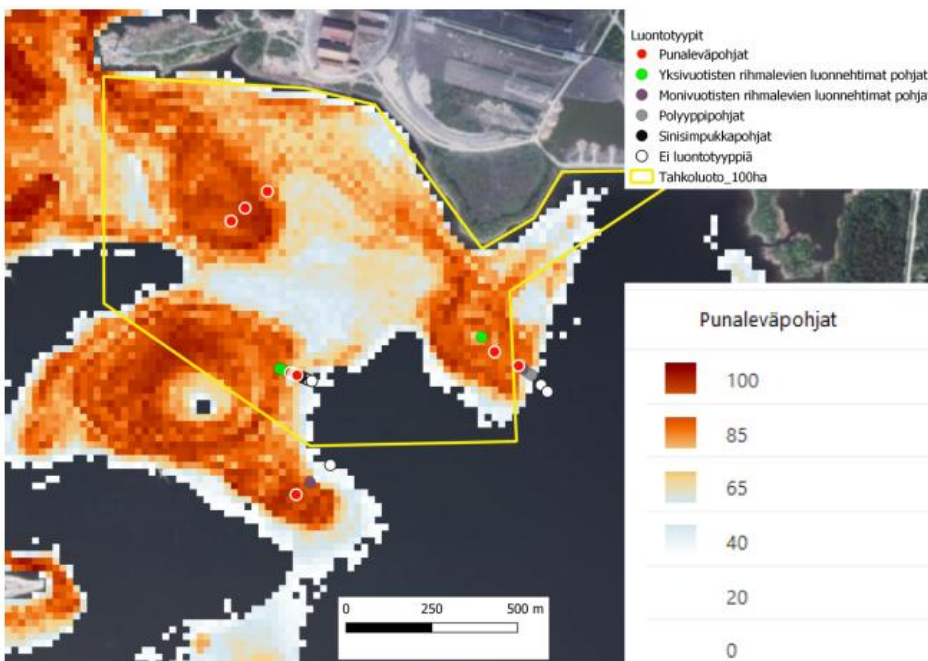 Luontotyypit
Punaleväpohjat
Yksivuotisten rihmalevien luonnehtimat pohjat
Monivuotisten rihmalevien luonnehtimat pohjat
Polyyppipohjat
Sinisimpukkapohjat
Ei luontotyyppiä
Tahkoluoto_100ha
Punaleväpohjat
100
85
65
40
20
0
0 250 500 m